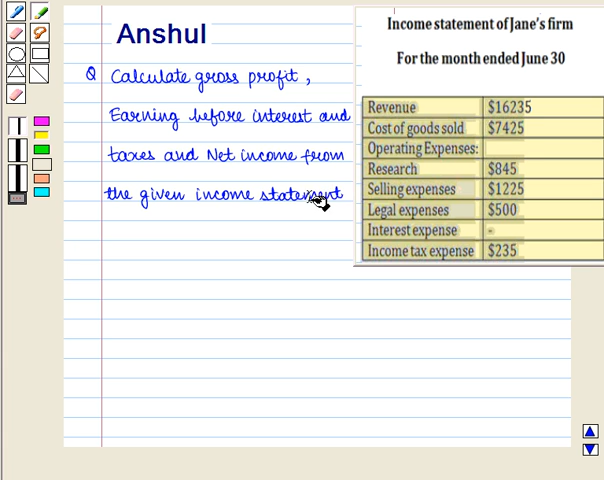 Anshul
Q Calculate gross profit,
Earning before interest and
taxes and Net income from
the given income statement
Income statement of Jane's firm
For the month ended June 30
Revenue $16235
Cost of goods sold $7425
Operating Expenses:
Research $845
Selling expenses $1225
Legal expenses $500
Interest expense -
Income tax expense $235